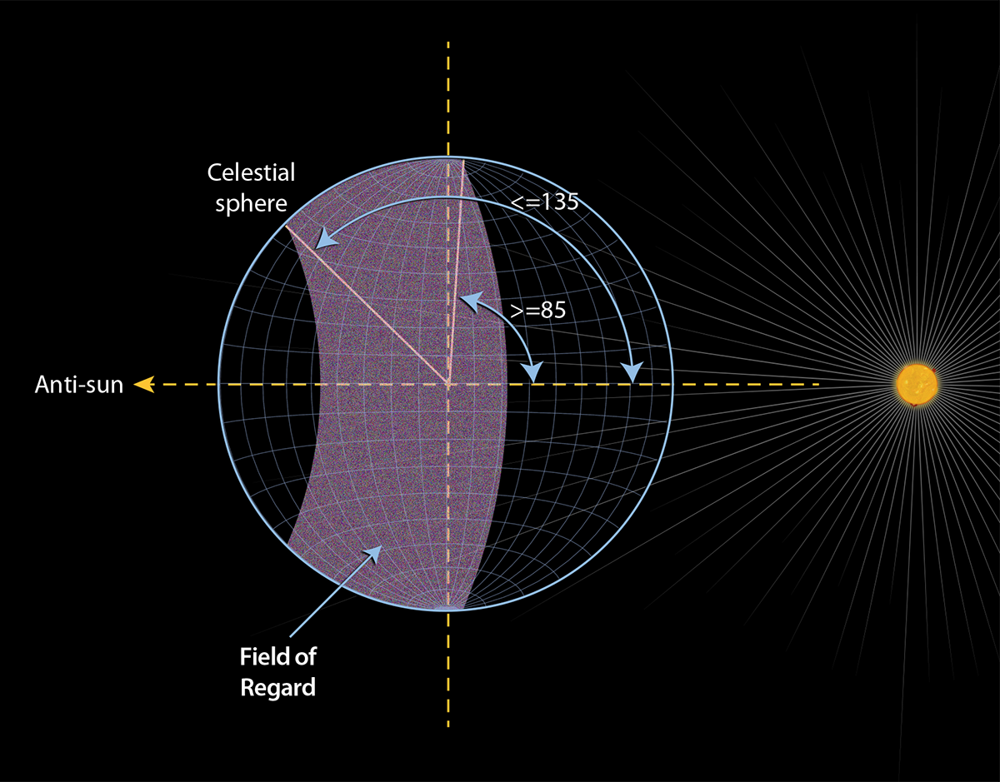 Celestial
sphere
<=135
>=85
Anti-sun
Field of
Regard